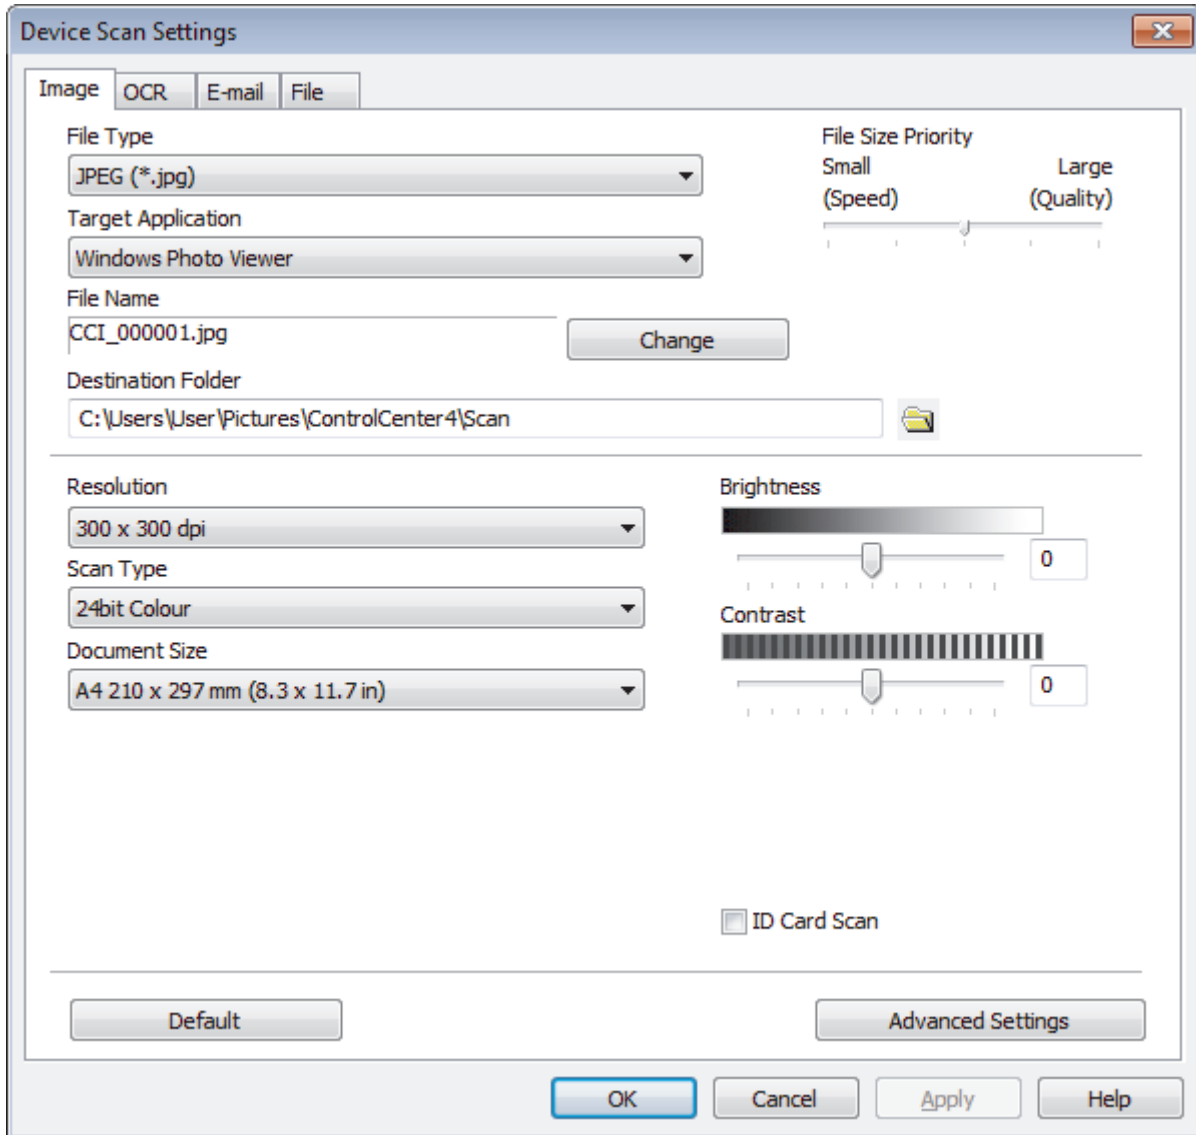 Device Scan Settings
Image OCR E-mail File
File Type
JPEG (*.jpg)
Target Application
Windows Photo Viewer
File Name
CCI_000001.jpg
Change
Destination Folder
C:\Users\User\Pictures\ControlCenter4\Scan
File Size Priority
Small Large
(Speed) (Quality)
Resolution
300 x 300 dpi
Scan Type
24bit Colour
Document Size
A4 210 x 297 mm (8.3 x 11.7 in)
Brightness
0
Contrast
0
ID Card Scan
Default Advanced Settings
OK Cancel Apply Help